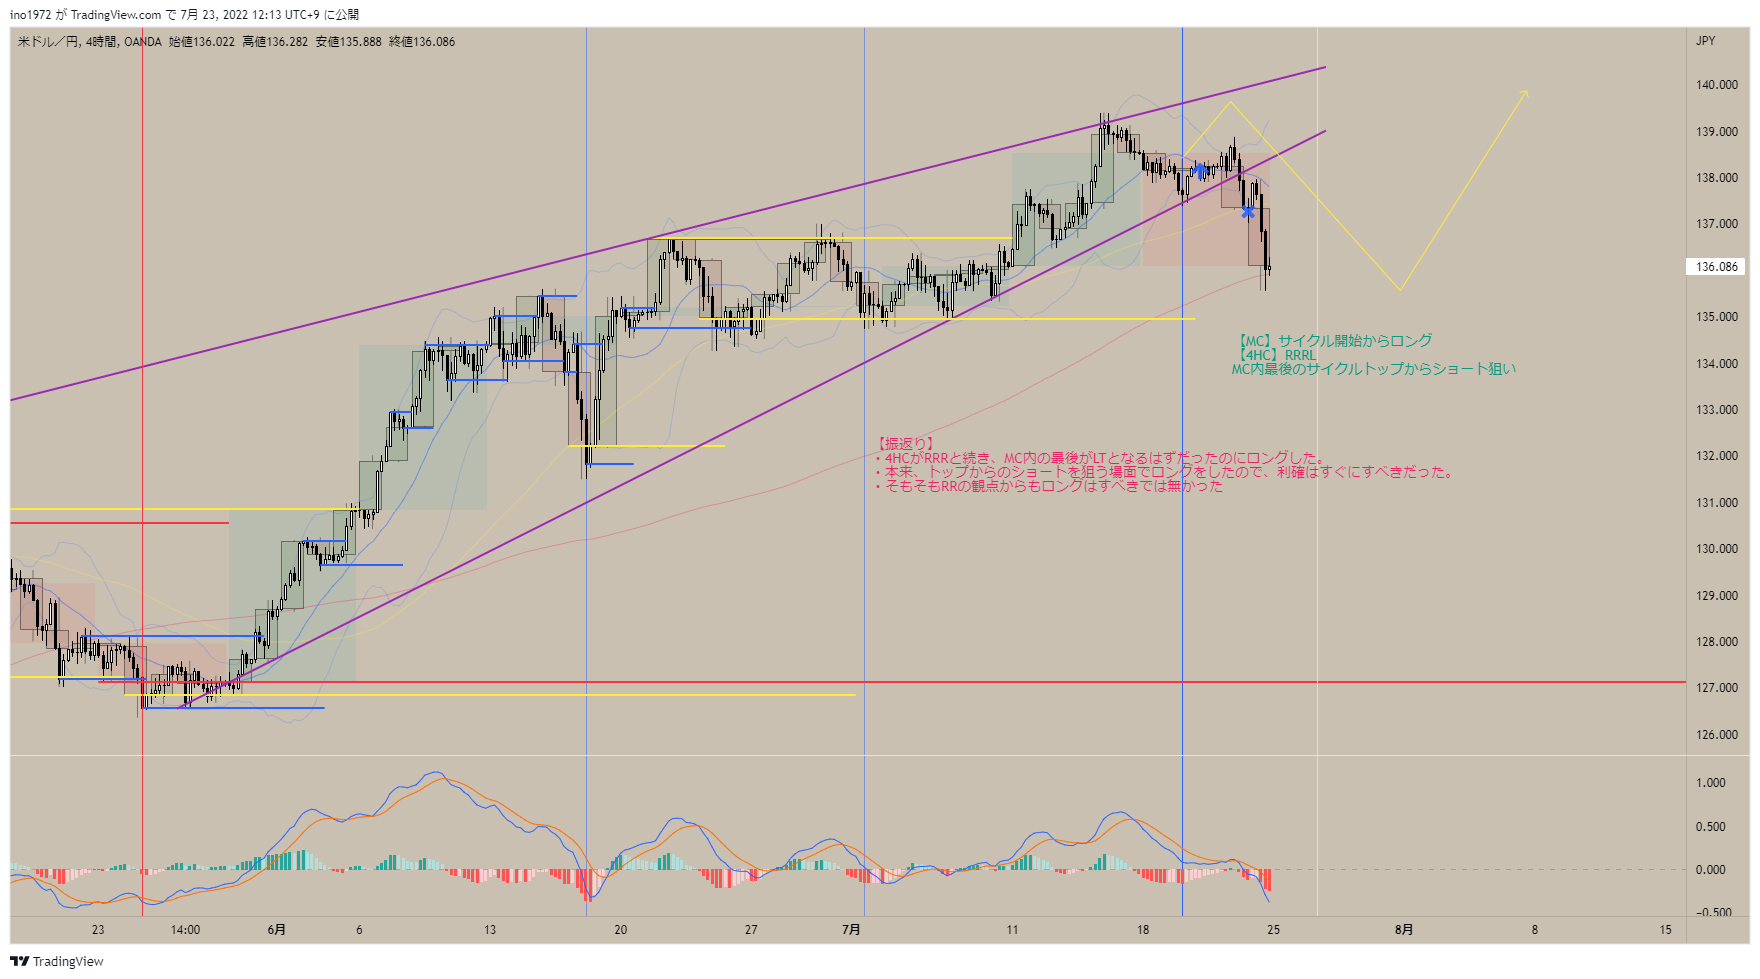 ino1972 が TradingView.com で 7月 23, 2022 12:13 UTC+9 に公開
米ドル／円, 4時間, OANDA 始値136.022 高値136.282 安値135.888 終値136.086
JPY
140.000
139.000
138.000
137.000
136.086
135.000
134.000
133.000
132.000
131.000
130.000
129.000
128.000
127.000
126.000
【MC】サイクル開始からロング
【4HC】RRRL
MC内最後のサイクルトップからショート狙い
【振返り】
・4HCがRRRと続き、MC内の最後がLTとなるはずだったのにロングした。
・本来、トップからのショートを狙う場面でロングをしたので、利確はすぐにすべきだった。
・そもそもRRの観点からもロングはすべきでは無かった
1.000
0.500
0.000
-0.500
23 14:00 6月 6 13 20 27 7月 11 18 25 8月 8 15
TradingView